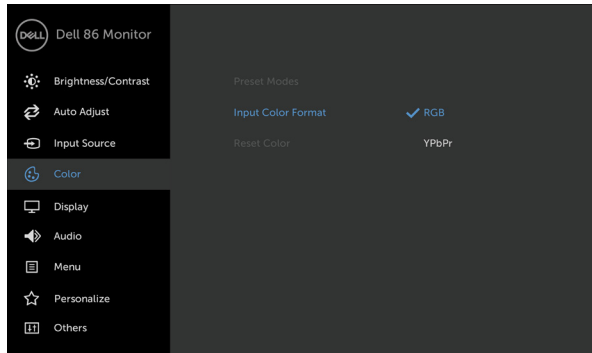 DELL Dell 86 Monitor
Brightness/Contrast
Auto Adjust
Input Source
Color
Display
Audio
Menu
Personalize
Others
Preset Modes
Input Color Format RGB
Reset Color YPbPr